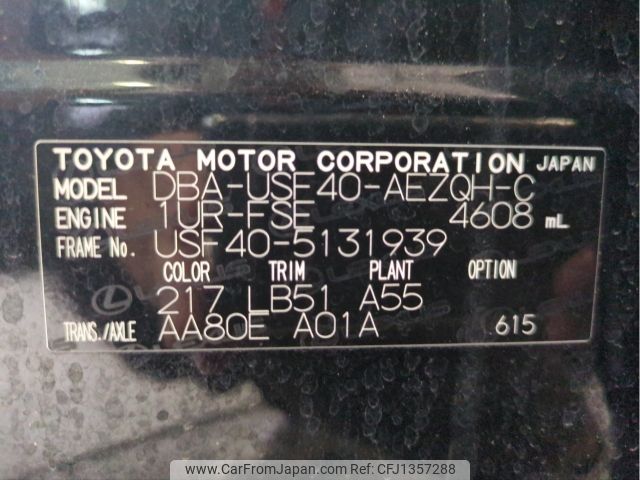 TOYOTA MOTOR CORPORATION JAPAN
MODEL DBA-USF40-AEZQH-C
ENGINE 1UR-FSE 4608 mL
FRAME No. USF40-5131939
COLOR TRIM PLANT OPTION
217 LB51 A55
TRANS./AXLE AA80E A01A 615
www.CarFromJapan.com | ID:CFJ1357288